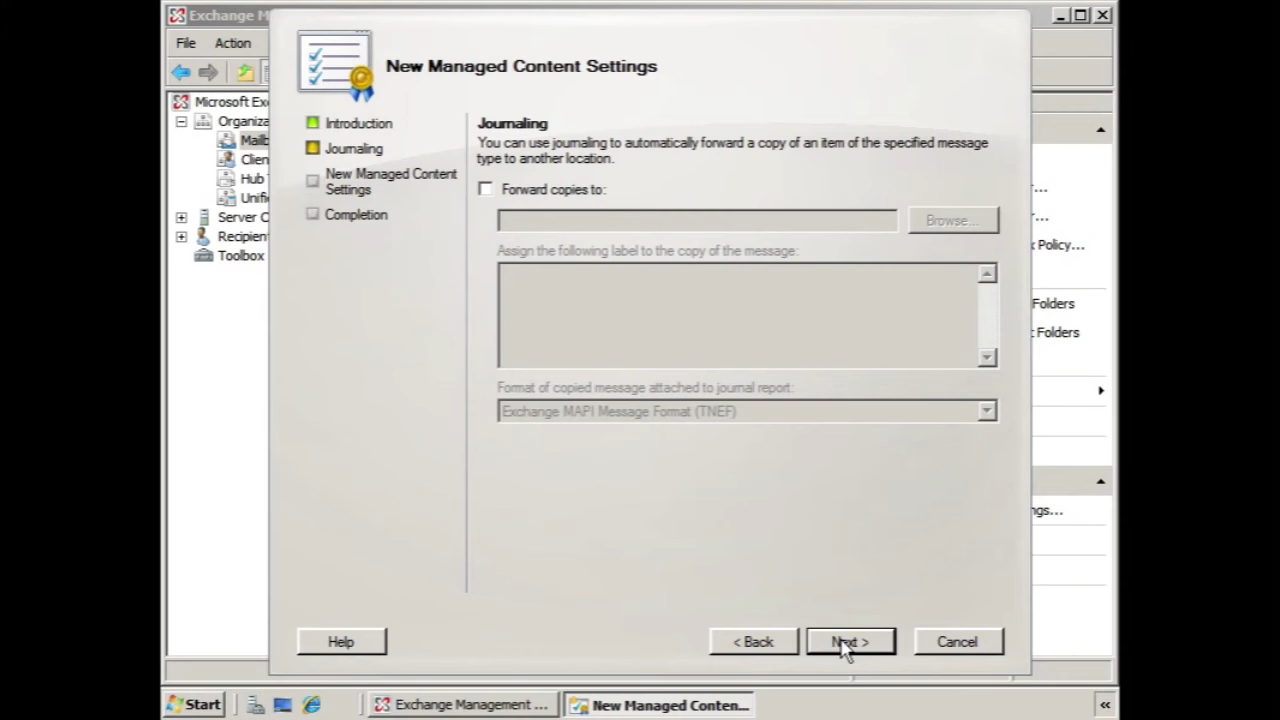 Exchange M
File Action
Microsoft Exc
Organiza
Mailb
Clien
Hub
Unifi
Server C
Recipien
Toolbox
New Managed Content Settings
Introduction
Journaling
New Managed Content
Settings
Completion
Journaling
You can use journaling to automatically forward a copy of an item of the specified message
type to another location.
Forward copies to:
Browse...
Assign the following label to the copy of the message:
Format of copied message attached to journal report:
Exchange MAPI Message Format (TNEF)
Help
< Back
Next >
Cancel
...
...
x Policy...
Folders
t Folders
ngs...
Start
Exchange Management ...
New Managed Conten...